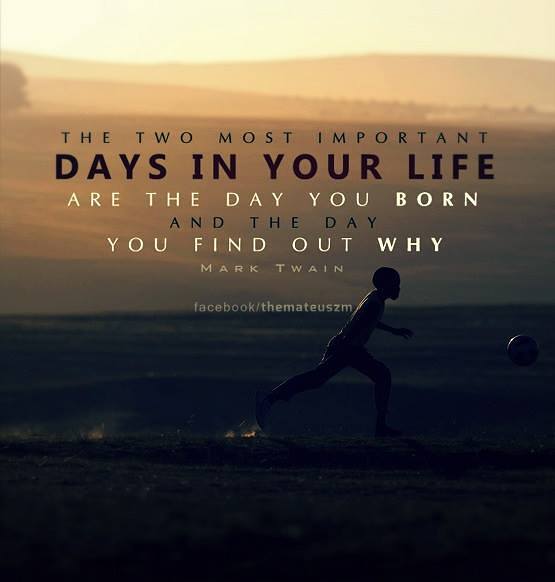 THE TWO MOST IMPORTANT
DAYS IN YOUR LIFE
ARE THE DAY YOU BORN
AND THE DAY
YOU FIND OUT WHY
MARK TWAIN
facebook/themateuszm